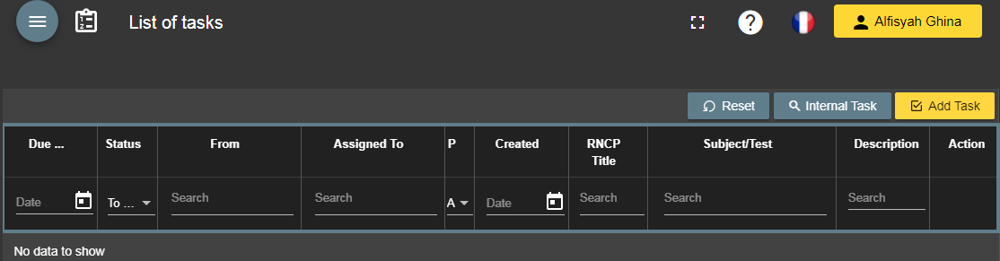 List of tasks
Alfisyah Ghina
Reset
Internal Task
Add Task
Due ...
Status
From
Assigned To
P
Created
RNCP
Title
Subject/Test
Description
Action
Date
To ...
Search
Search
A
Date
Search
Search
Search
No data to show